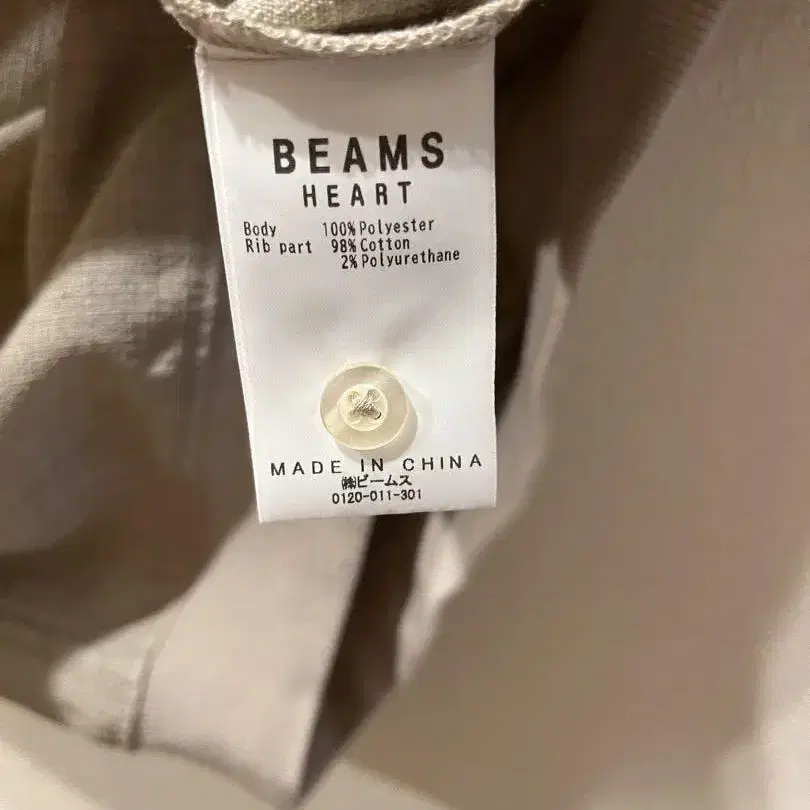 BEAMS
HEART
Body 100% Polyester
Rib part 98% Cotton
2% Polyurethane
MADE IN CHINA
㈱ビームス
0120-011-301